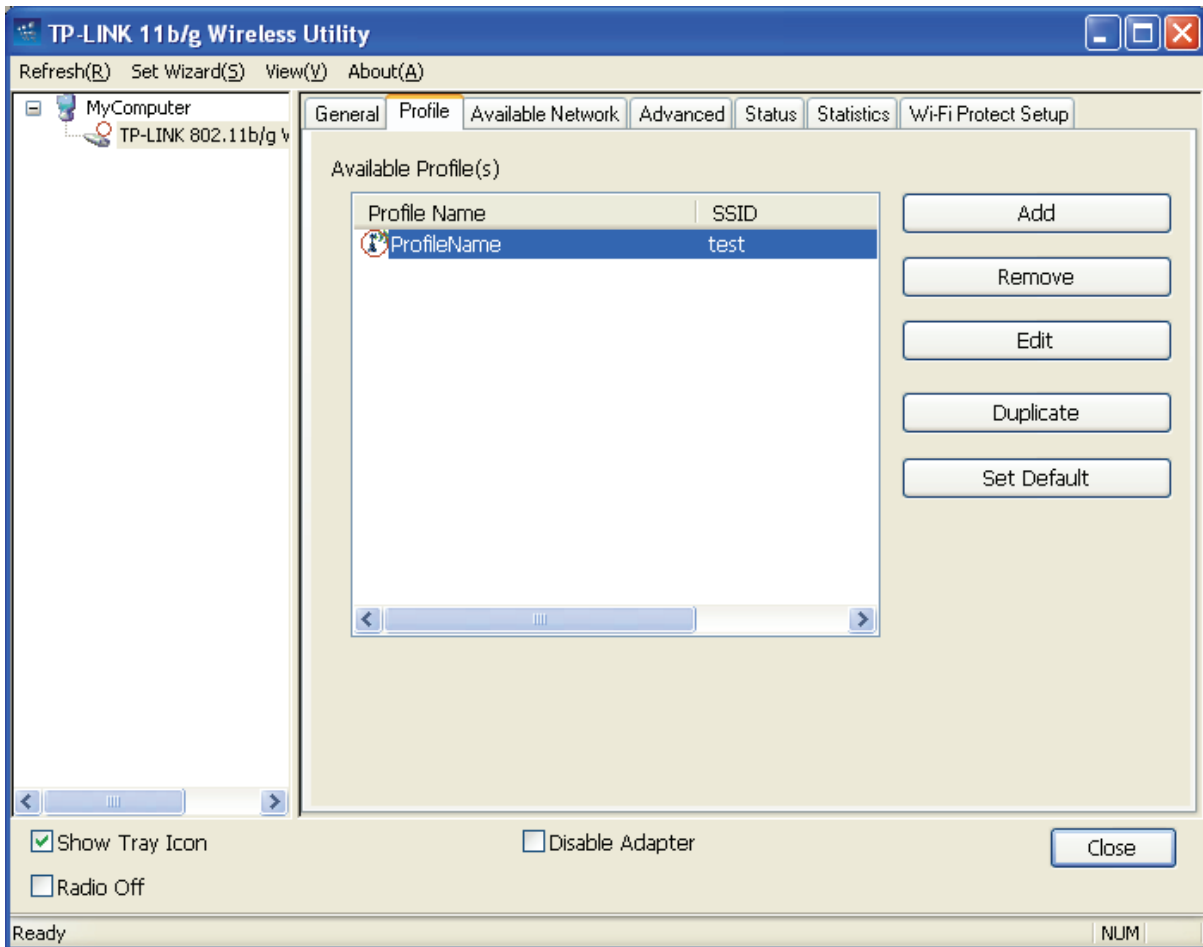 TP-LINK 11b/g Wireless Utility
Refresh(R) Set Wizard(S) View(V) About(A)
MyComputer
TP-LINK 802.11b/g W
General Profile Available Network Advanced Status Statistics Wi-Fi Protect Setup
Available Profile(s)
Profile Name SSID
ProfileName test
Add
Remove
Edit
Duplicate
Set Default
Show Tray Icon
Disable Adapter
Close
Radio Off
Ready
NUM